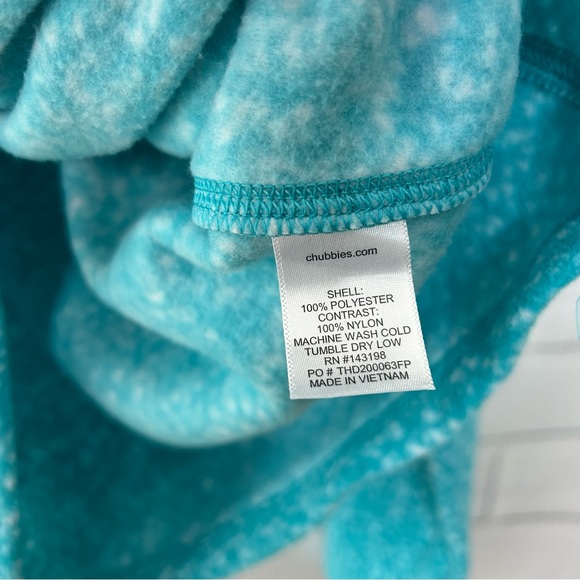 chubbies.com
SHELL:
100% POLYESTER
CONTRAST:
100% NYLON
MACHINE WASH COLD
TUMBLE DRY LOW
RN #143198
PO # THD200063FP
MADE IN VIETNAM